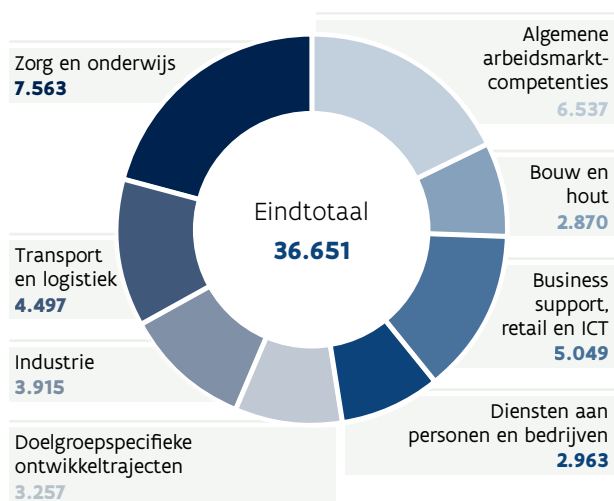 Zorg en onderwijs
7.563
Algemene
arbeidsmarkt-
competenties
6.537
Eindtotaal
36.651
Bouw en
hout
2.870
Transport
en logistiek
4.497
Business
support,
retail en ICT
5.049
Industrie
3.915
Diensten aan
personen en bedrijven
2.963
Doelgroepspecifieke
ontwikkeltrajecten
3.257